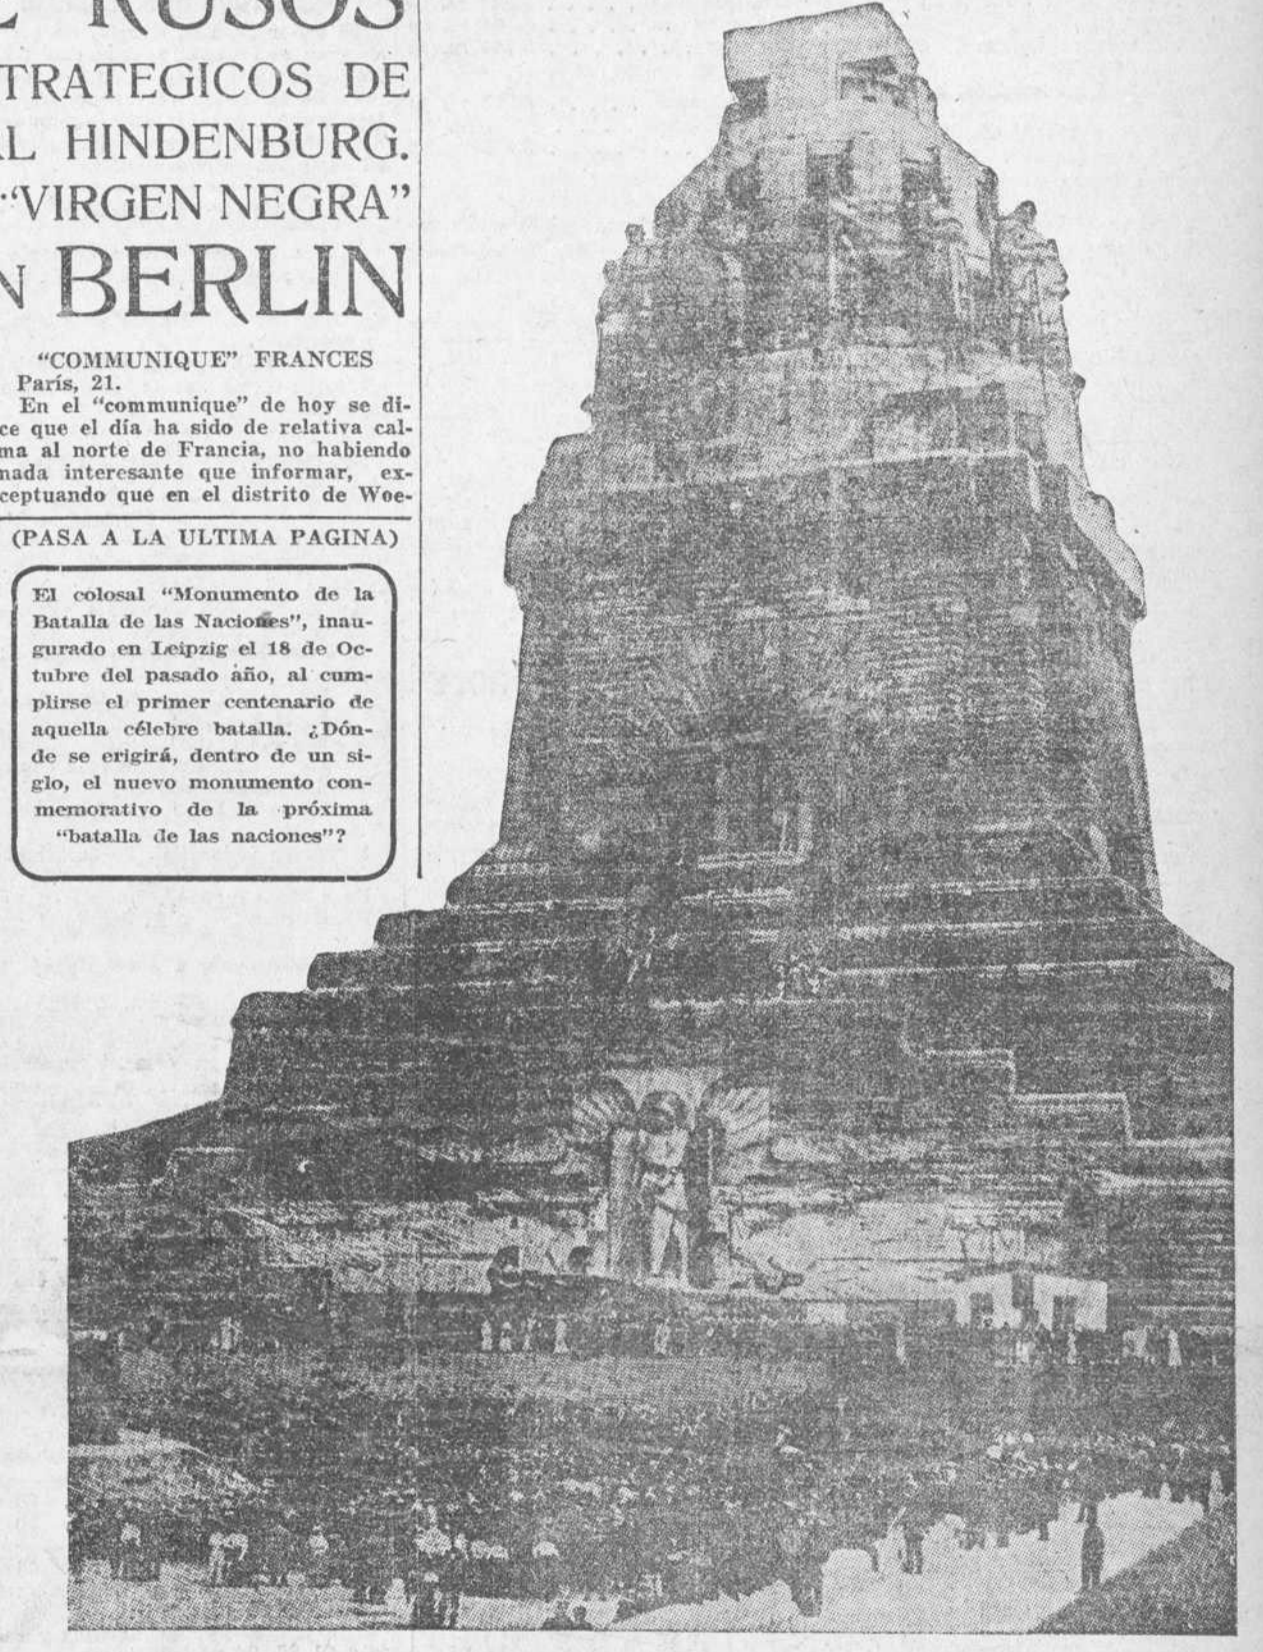 RUSOS
TRATEGICOS DE
AL HINDENBURG.
"VIRGEN NEGRA"
N BERLIN
"COMMUNIQUE" FRANCES
París, 21.
En el "communique" de hoy se di-
ce que el día ha sido de relativa cal-
ma al norte de Francia, no habiendo
nada interesante que informar, ex-
ceptuando que en el distrito de Woe-
(PASA A LA ULTIMA PAGINA)
El colosal "Monumento de la
Batalla de las Naciones", inau-
gurado en Leipzig el 18 de Oc-
tubre del pasado año, al cum-
plirse el primer centenario de
aquella célebre batalla. ¿Dón-
de se erigirá, dentro de un si-
glo, el nuevo monumento con-
memorativo de la próxima
"batalla de las naciones"?